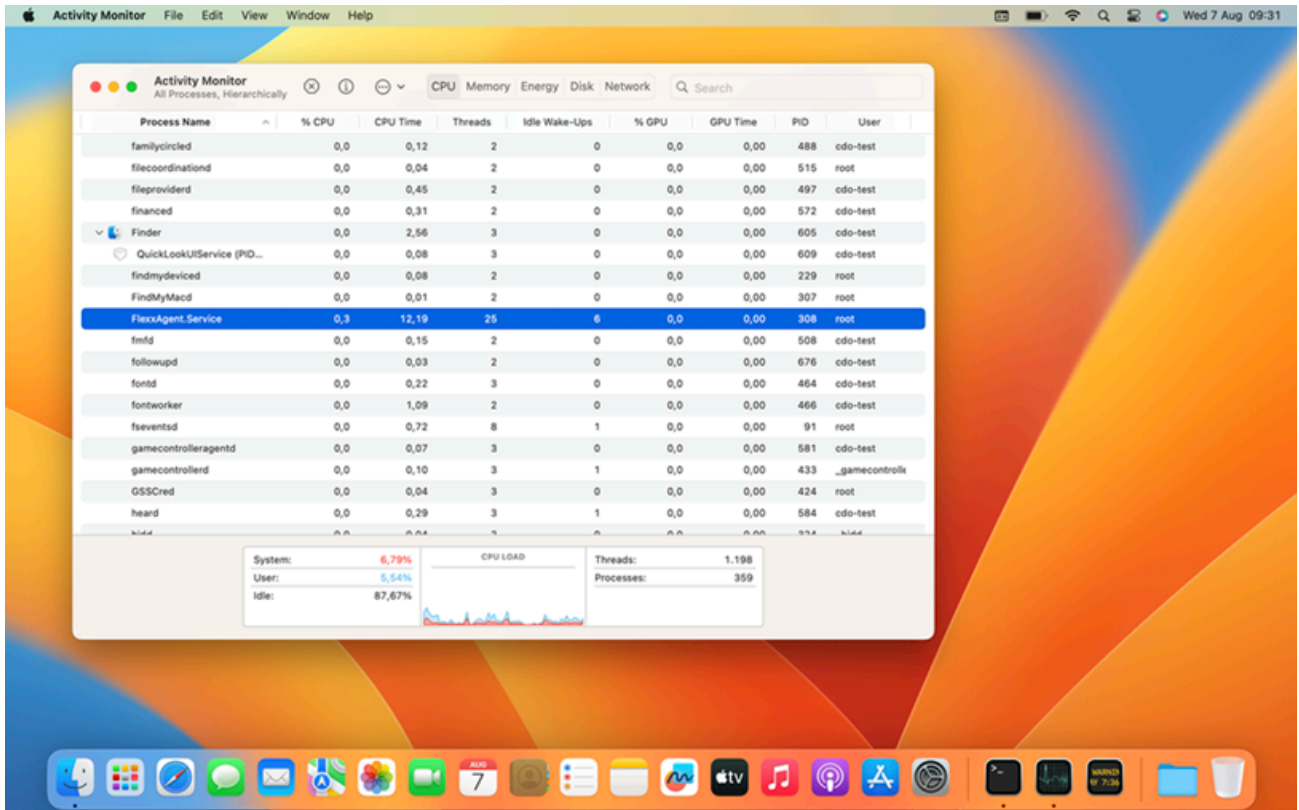 Activity Monitor File Edit View Window Help Wed 7 Aug 09:31
Activity Monitor
All Processes, Hierarchically
CPU Memory Energy Disk Network Search
Process Name % CPU CPU Time Threads Idle Wake-Ups % GPU GPU Time PID User
familycircled 0,0 0,12 2 0 0,0 0,00 488 cdo-test
filecoordinationd 0,0 0,04 2 0 0,0 0,00 515 root
fileproviderd 0,0 0,45 2 0 0,0 0,00 497 cdo-test
financed 0,0 0,31 2 0 0,0 0,00 572 cdo-test
Finder 0,0 2,56 3 0 0,0 0,00 605 cdo-test
QuickLookUIService (PID... 0,0 0,08 3 0 0,0 0,00 609 cdo-test
findmydeviced 0,0 0,08 2 0 0,0 0,00 229 root
FindMyMacd 0,0 0,01 2 0 0,0 0,00 307 root
FlexxAgent.Service 0,3 12,19 25 6 0,0 0,00 308 root
fmfd 0,0 0,15 2 0 0,0 0,00 508 cdo-test
followupd 0,0 0,03 2 0 0,0 0,00 676 cdo-test
fontd 0,0 0,22 3 0 0,0 0,00 464 cdo-test
fontworker 0,0 1,09 2 0 0,0 0,00 466 cdo-test
fseventsd 0,0 0,72 8 1 0,0 0,00 91 root
gamecontrolleragentd 0,0 0,07 3 0 0,0 0,00 581 cdo-test
gamecontrollerd 0,0 0,10 3 1 0,0 0,00 433 _gamecontrolle
GSSCred 0,0 0,04 3 0 0,0 0,00 424 root
heard 0,0 0,29 3 1 0,0 0,00 584 cdo-test
System: 6,79% CPU LOAD Threads: 1.198
User: 5,54% Processes: 359
Idle: 87,67%
AUG
7
tv